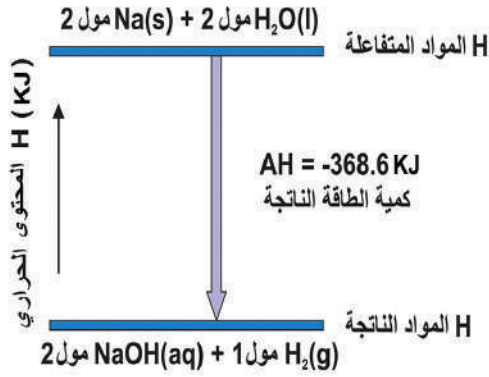 2 مول Na(s) + 2 مول H₂O(l)
H المواد المتفاعلة
المحتوى الحراري H (KJ)
AH = -368.6 KJ
كمية الطاقة الناتجة
H المواد الناتجة
2 مول NaOH(aq) + 1 مول H₂(g)